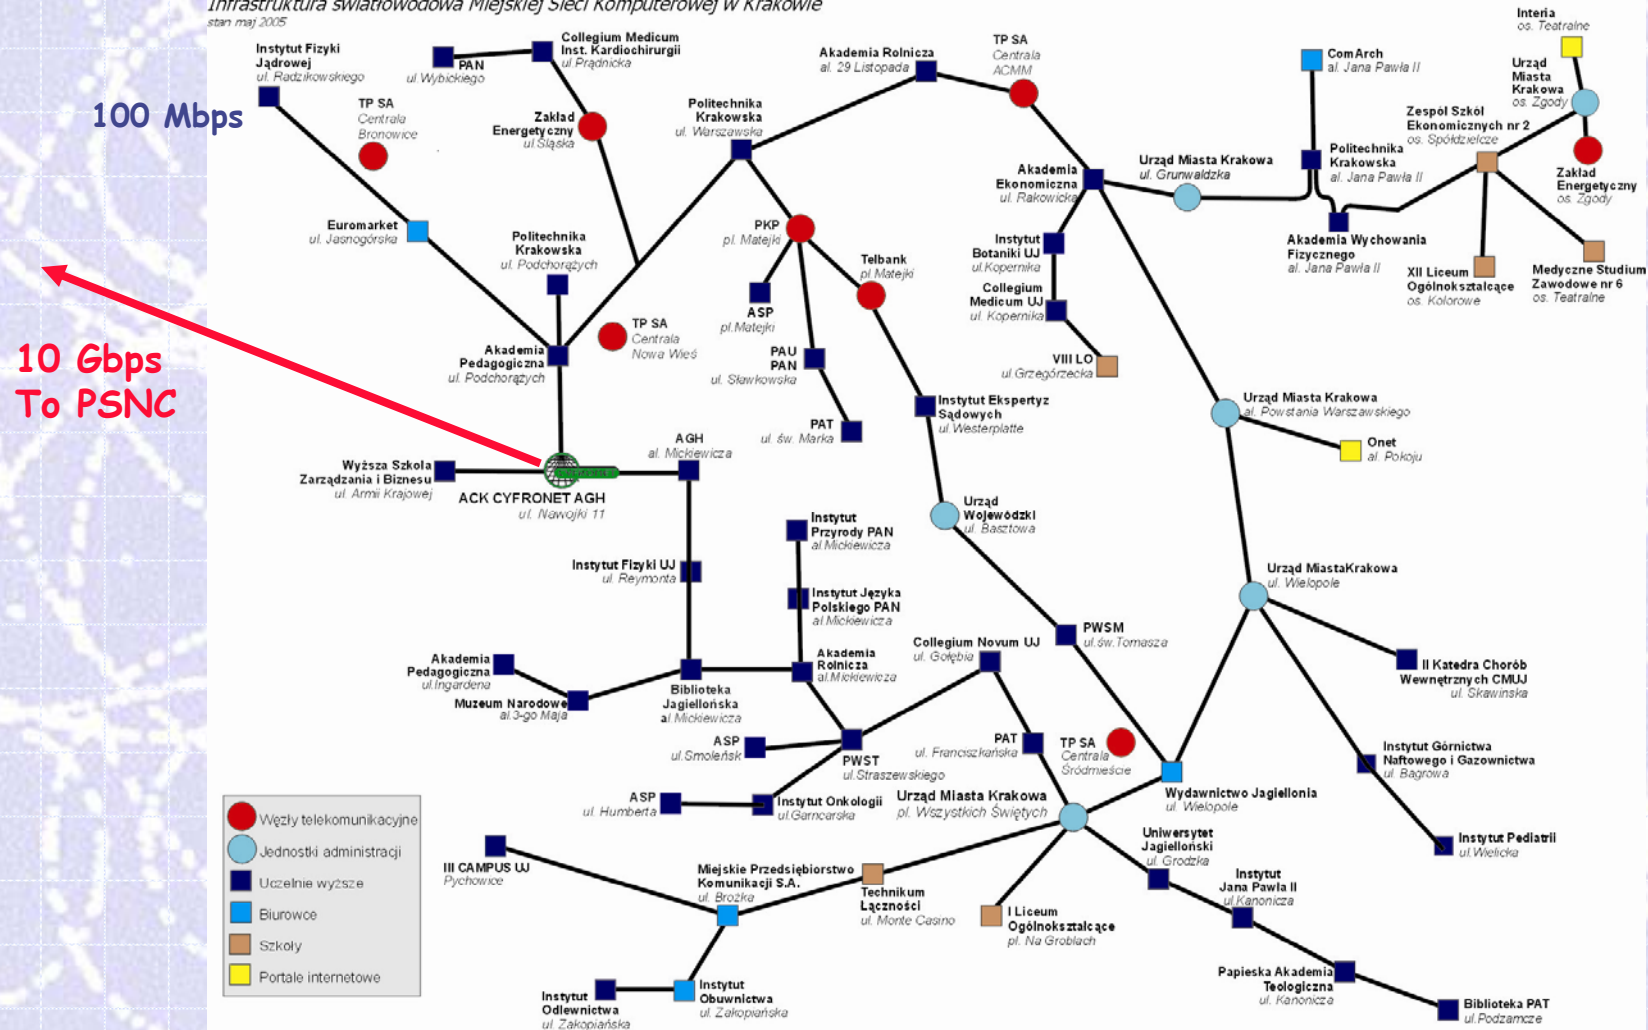 Infrastruktura światłowodowa Miejskiej Sieci Komputerowej w Krakowie
stan maj 2005
Instytut Fizyki
Jądrowej
ul. Radzikowskiego
100 Mbps
TP SA
Centrala
Bronowice
PAN
ul.Wybickiego
Collegium Medicum
Inst. Kardiochirurgii
ul.Prądnicka
Zakład
Energetyczny
ul.Śląska
Politechnika
Krakowska
ul. Warszawska
Akademia Rolnicza
al. 29 Listopada
TP SA
Centrala
ACMM
Interia
os. Teatralne
ComArch
al. Jana Pawła II
Urząd
Miasta
Krakowa
os. Zgody
Zespół Szkół
Ekonomicznych nr 2
os. Spółdzielcze
Politechnika
Krakowska
al. Jana Pawła II
Zakład
Energetyczny
os. Zgody
Urząd Miasta Krakowa
ul. Grunwaldzka
Akademia
Ekonomiczna
ul. Rakowicka
Akademia Wychowania
Fizycznego
al. Jana Pawła II
XII Liceum
Ogólnokształcące
os. Kolorowe
Medyczne Studium
Zawodowe nr 6
os. Teatralne
Euromarket
ul. Jasnogórska
Politechnika
Krakowska
ul. Podchorążych
PKP
pl. Matejki
Telbank
pl.Matejki
Instytut
Botaniki UJ
ul.Kopernika
Collegium
Medicum UJ
ul. Kopernika
VIII LO
ul.Grzegórzecka
ASP
pl.Matejki
TP SA
Centrala
Nowa Wieś
10 Gbps
To PSNC
Akademia
Pedagogiczna
ul. Podchorążych
PAU
PAN
ul. Sławkowska
PAT
ul. św. Marka
Instytut Ekspertyz
Sądowych
ul.Westerplatte
Urząd Miasta Krakowa
al. Powstania Warszawskiego
Onet
al. Pokoju
AGH
al. Mickiewicza
Wyższa Szkoła
Zarządzania i Biznesu
ul. Armii Krajowej
ACK CYFRONET AGH
ul. Nawojki 11
Urząd
Wojewódzki
ul. Basztowa
Instytut
Przyrody PAN
al.Mickiewicza
Instytut Fizyki UJ
ul. Reymonta
Instytut Języka
Polskiego PAN
al.Mickiewicza
Urząd MiastaKrakowa
ul. Wielopole
PWSM
ul.św.Tomasza
Collegium Novum UJ
ul. Gołębia
Akademia
Rolnicza
al.Mickiewicza
Akademia
Pedagogiczna
ul.Ingardena
Muzeum Narodowe
al.3-go Maja
Biblioteka
Jagiellońska
al.Mickiewicza
II Katedra Chorób
Wewnętrznych CMUJ
ul. Skawińska
ASP
ul.Smoleńsk
PWST
ul.Straszewskiego
PAT
ul. Franciszkańska
TP SA
Centrala
Śródmieście
Instytut Górnictwa
Naftowego i Gazownictwa
ul. Bagrowa
ASP
ul. Humberta
Instytut Onkologii
ul.Garncarska
Urząd Miasta Krakowa
pl. Wszystkich Świętych
Wydawnictwo Jagiellonia
ul. Wielopole
Instytut Pediatrii
ul.Wielicka
Węzły telekomunikacyjne
Jednostki administracji
Uczelnie wyższe
Biurowce
Szkoły
Portale internetowe
III CAMPUS UJ
Pychowice
Miejskie Przedsiębiorstwo
Komunikacji S.A.
ul. Brożka
Technikum
Łączności
ul. Monte Casino
Uniwersytet
Jagielloński
ul. Grodzka
Instytut
Jana Pawła II
ul.Kanonicza
I Liceum
Ogólnokształcące
pl. Na Groblach
Papieska Akademia
Teologiczna
ul. Kanonicza
Instytut
Odlewnictwa
ul. Zakopiańska
Instytut
Obuwnictwa
ul. Zakopiańska
Biblioteka PAT
ul.Podzamcze